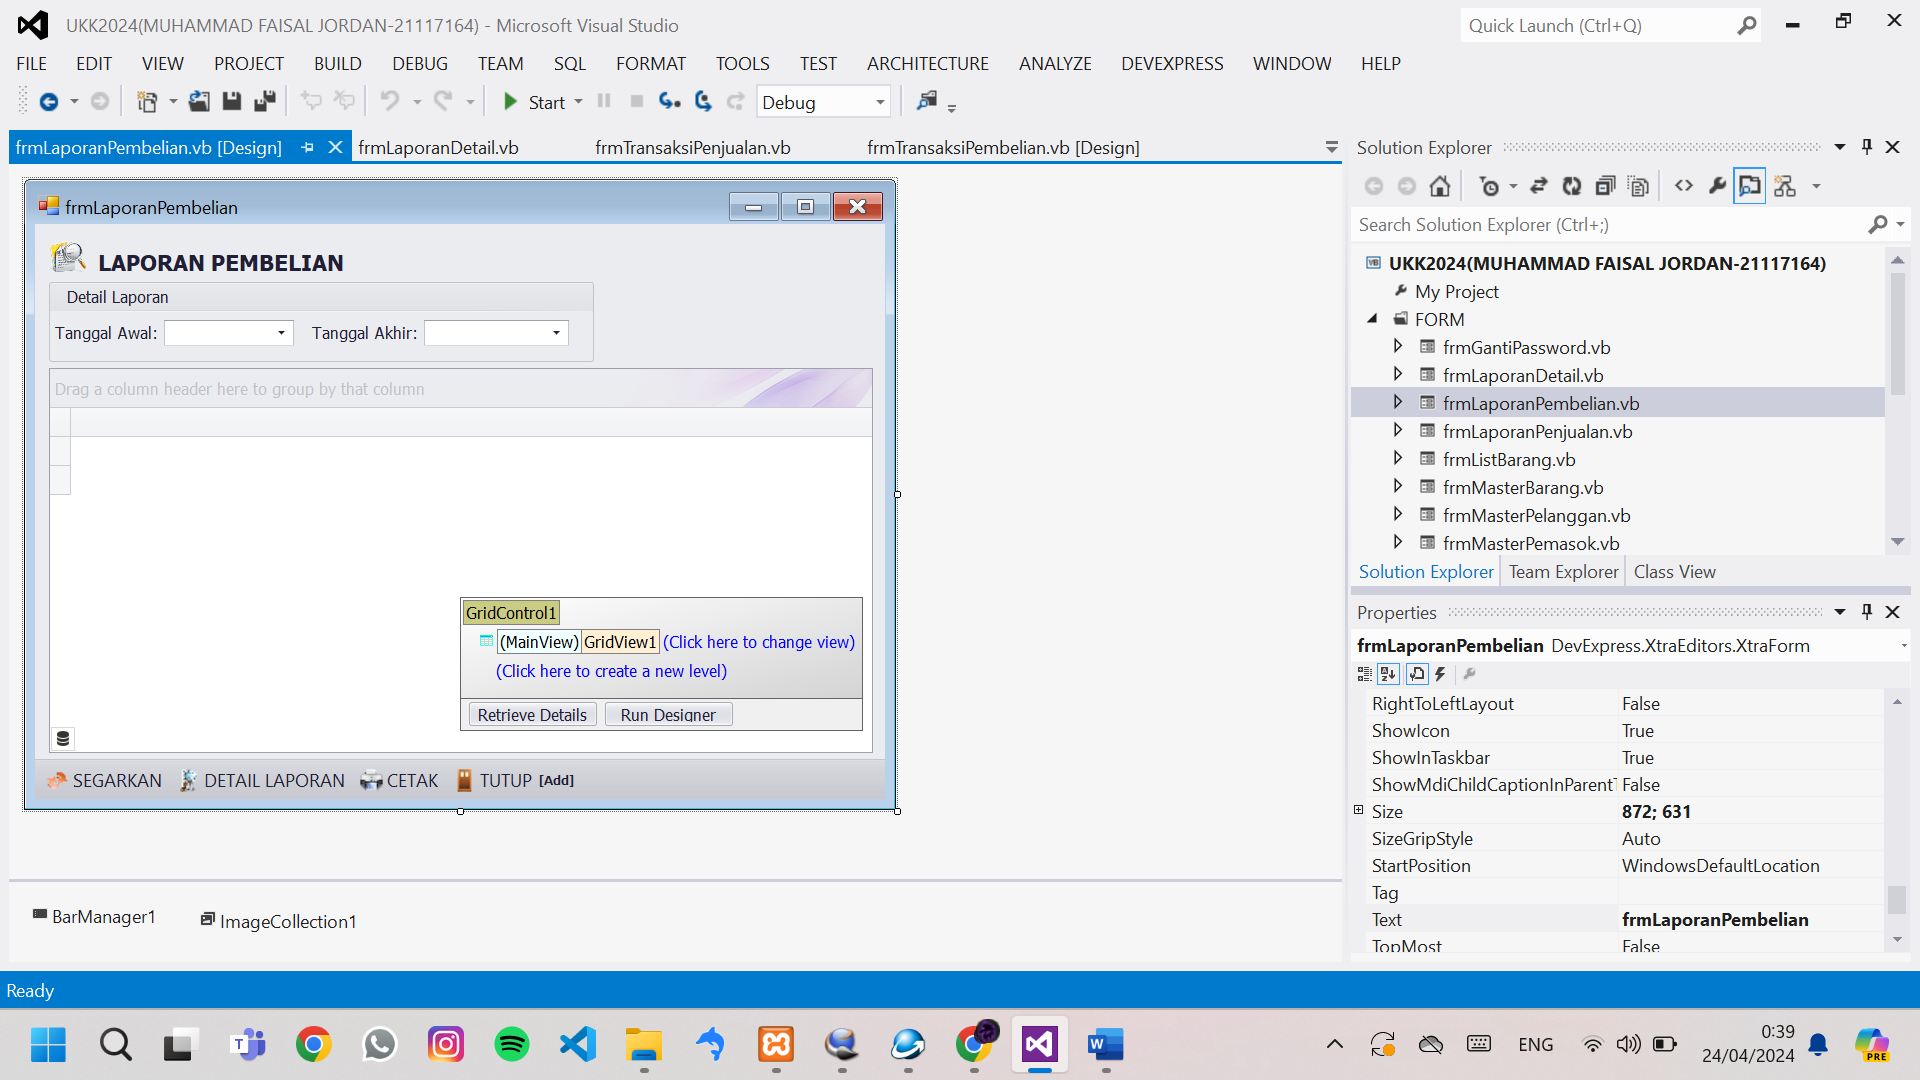 UKK2024(MUHAMMAD FAISAL JORDAN-21117164) - Microsoft Visual Studio
Quick Launch (Ctrl+Q)
FILE EDIT VIEW PROJECT BUILD DEBUG TEAM SQL FORMAT TOOLS TEST ARCHITECTURE ANALYZE DEVEXPRESS WINDOW HELP
Start Debug
frmLaporanPembelian.vb [Design] frmLaporanDetail.vb frmTransaksiPenjualan.vb frmTransaksiPembelian.vb [Design]
frmLaporanPembelian
LAPORAN PEMBELIAN
Detail Laporan
Tanggal Awal: Tanggal Akhir:
Drag a column header here to group by that column
GridControl1
(MainView) GridView1 (Click here to change view)
(Click here to create a new level)
Retrieve Details Run Designer
SEGARKAN DETAIL LAPORAN CETAK TUTUP [Add]
BarManager1 ImageCollection1
Solution Explorer
Search Solution Explorer (Ctrl+;)
UKK2024(MUHAMMAD FAISAL JORDAN-21117164)
My Project
FORM
frmGantiPassword.vb
frmLaporanDetail.vb
frmLaporanPembelian.vb
frmLaporanPenjualan.vb
frmListBarang.vb
frmMasterBarang.vb
frmMasterPelanggan.vb
frmMasterPemasok.vb
Solution Explorer Team Explorer Class View
Properties
frmLaporanPembelian DevExpress.XtraEditors.XtraForm
RightToLeftLayout False
ShowIcon True
ShowInTaskbar True
ShowMdiChildCaptionInParentT False
Size 872; 631
SizeGripStyle Auto
StartPosition WindowsDefaultLocation
Tag
Text frmLaporanPembelian
TopMost False
Ready
ENG
0:39
24/04/2024
PRE